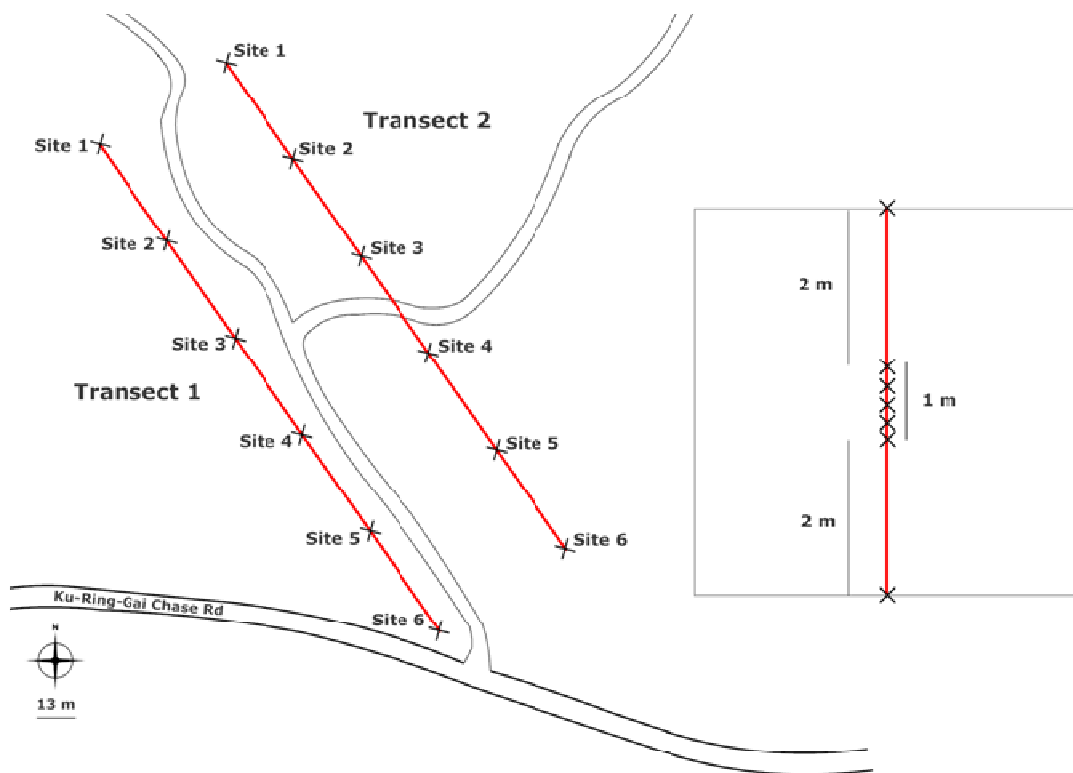 Site 1
Transect 2
Site 1
Site 2
Site 2
Site 3
2 m
Site 3
Site 4
Transect 1
1 m
Site 4
Site 5
2 m
Site 5
Site 6
Ku-Ring-Gai Chase Rd
Site 6
N
13 m